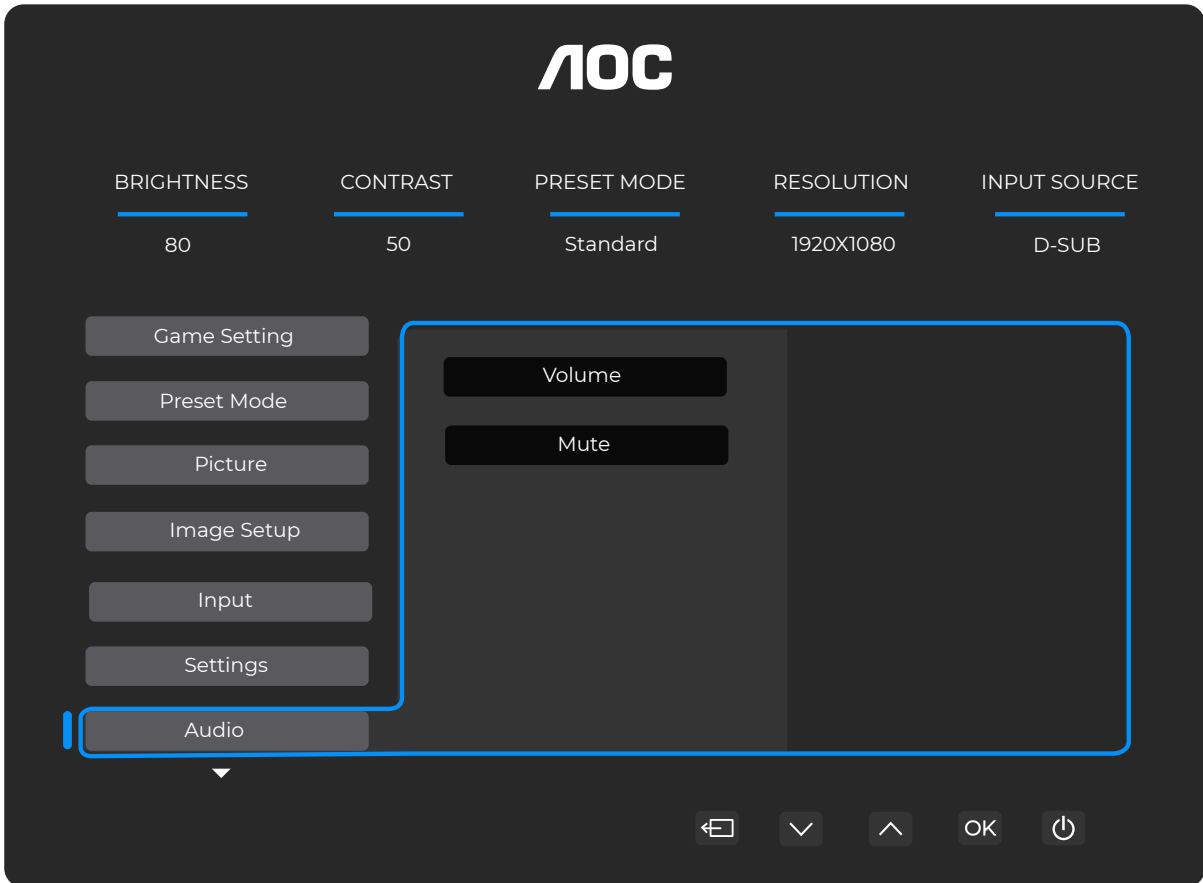 AOC
BRIGHTNESS CONTRAST PRESET MODE RESOLUTION INPUT SOURCE
80 50 Standard 1920X1080 D-SUB
Game Setting
Preset Mode
Picture
Image Setup
Input
Settings
Audio
Volume
Mute
OK